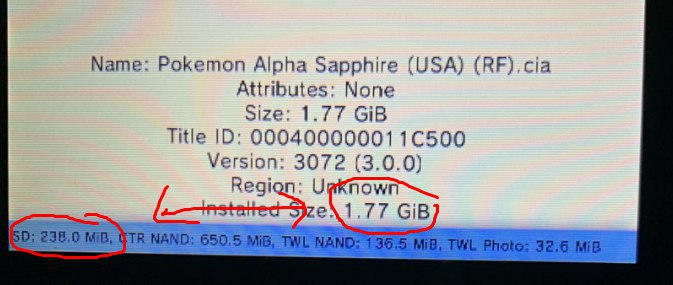 Name: Pokemon Alpha Sapphire (USA) (RF).cia
Attributes: None
Size: 1.77 GiB
Title ID: 000400000011C500
Version: 3072 (3.0.0)
Region: Unknown
Installed Size: 1.77 GiB
SD: 238.0 MiB, CTR NAND: 650.5 MiB, TWL NAND: 136.5 MiB, TWL Photo: 32.6 MiB